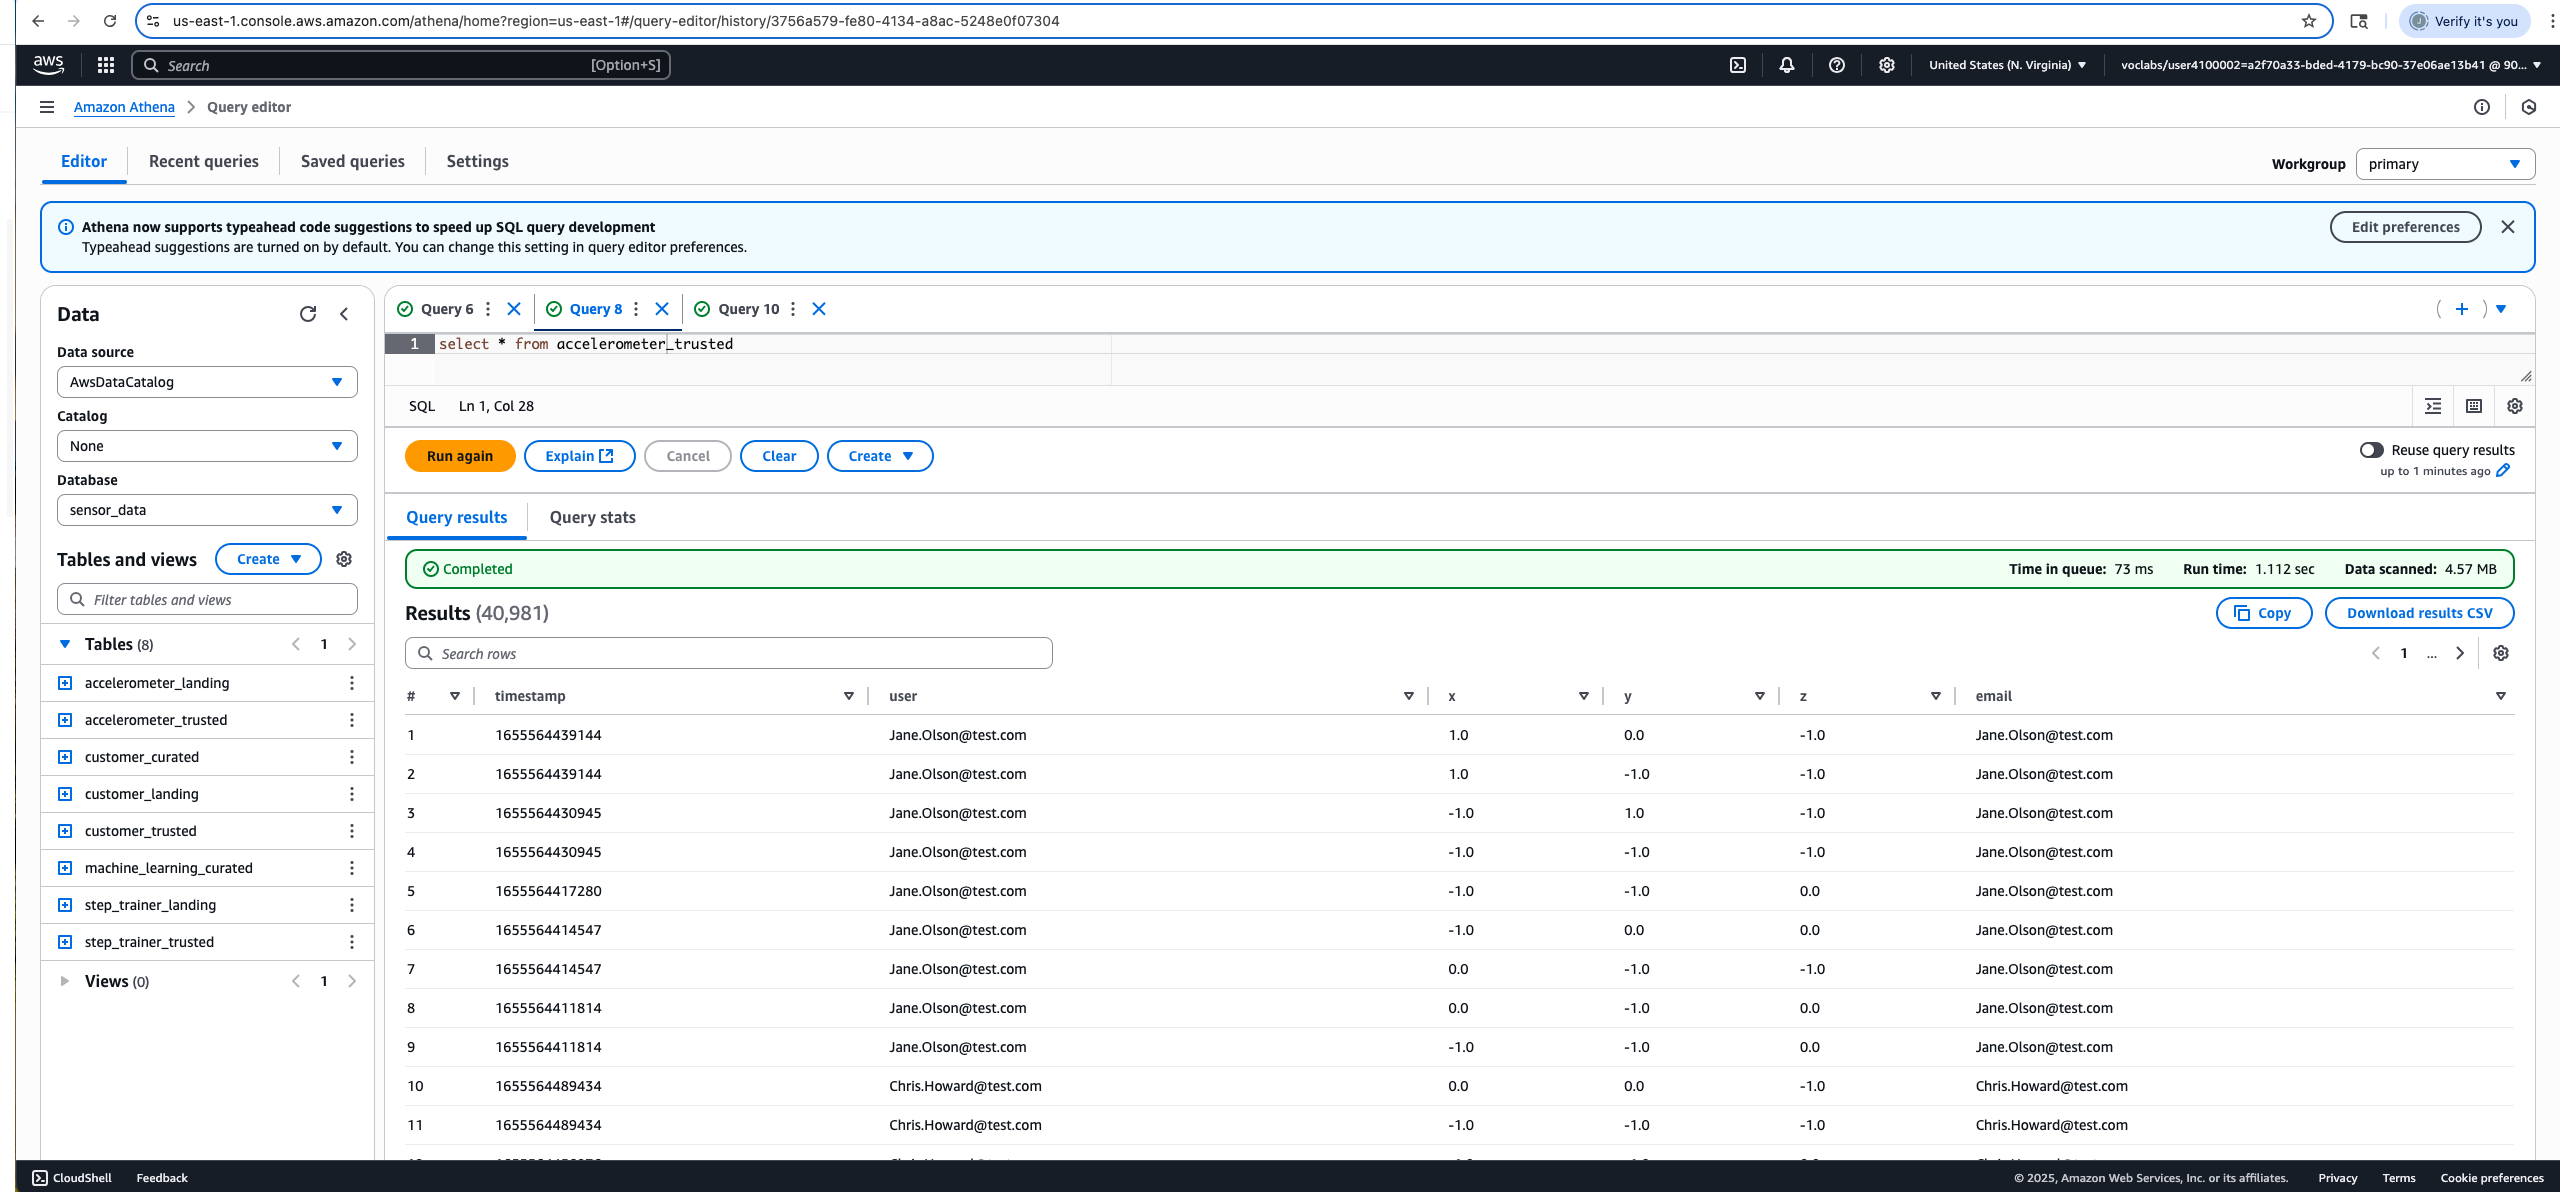 us-east-1.console.aws.amazon.com/athena/home?region=us-east-1#/query-editor/history/3756a579-fe80-4134-a8ac-5248e0f07304
Verify it's you
aws
Search
[Option+S]
United States (N. Virginia)
voclabs/user4100002=a2f70a33-bded-4179-bc90-37e06ae13b41 @ 90...
Amazon Athena
Query editor
Editor
Recent queries
Saved queries
Settings
Workgroup
primary
Athena now supports typeahead code suggestions to speed up SQL query development
Typeahead suggestions are turned on by default. You can change this setting in query editor preferences.
Edit preferences
Data
Data source
AwsDataCatalog
Catalog
None
Database
sensor_data
Tables and views
Create
Filter tables and views
Tables (8)
1
accelerometer_landing
accelerometer_trusted
customer_curated
customer_landing
customer_trusted
machine_learning_curated
step_trainer_landing
step_trainer_trusted
Views (0)
1
Query 6
Query 8
Query 10
1 select * from accelerometer_trusted
SQL Ln 1, Col 28
Run again
Explain
Cancel
Clear
Create
Reuse query results
up to 1 minutes ago
Query results
Query stats
Completed
Time in queue: 73 ms
Run time: 1.112 sec
Data scanned: 4.57 MB
Results (40,981)
Copy
Download results CSV
Search rows
1 ...
# timestamp user x y z email
1 1655564439144 Jane.Olson@test.com 1.0 0.0 -1.0 Jane.Olson@test.com
2 1655564439144 Jane.Olson@test.com 1.0 -1.0 -1.0 Jane.Olson@test.com
3 1655564430945 Jane.Olson@test.com -1.0 1.0 -1.0 Jane.Olson@test.com
4 1655564430945 Jane.Olson@test.com -1.0 -1.0 -1.0 Jane.Olson@test.com
5 1655564417280 Jane.Olson@test.com -1.0 -1.0 0.0 Jane.Olson@test.com
6 1655564414547 Jane.Olson@test.com -1.0 0.0 0.0 Jane.Olson@test.com
7 1655564414547 Jane.Olson@test.com 0.0 -1.0 -1.0 Jane.Olson@test.com
8 1655564411814 Jane.Olson@test.com 0.0 -1.0 0.0 Jane.Olson@test.com
9 1655564411814 Jane.Olson@test.com -1.0 -1.0 0.0 Jane.Olson@test.com
10 1655564489434 Chris.Howard@test.com 0.0 0.0 -1.0 Chris.Howard@test.com
11 1655564489434 Chris.Howard@test.com -1.0 -1.0 -1.0 Chris.Howard@test.com
CloudShell
Feedback
© 2025, Amazon Web Services, Inc. or its affiliates.
Privacy
Terms
Cookie preferences